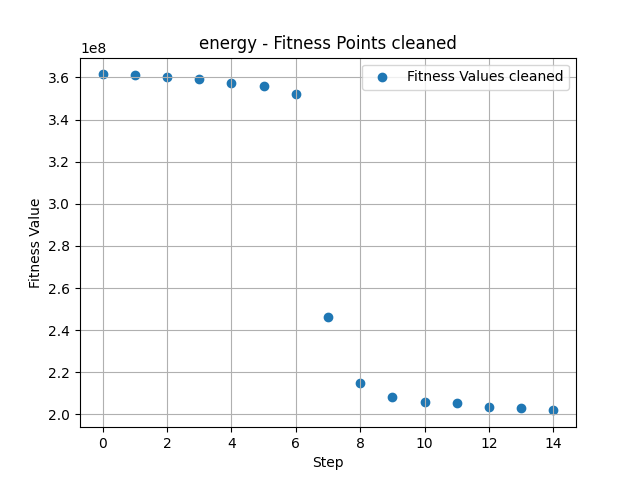 energy - Fitness Points cleaned
1e8
Fitness Values cleaned
3.6
3.4
3.2
3.0
2.8
2.6
2.4
2.2
2.0
Fitness Value
0 2 4 6 8 10 12 14
Step